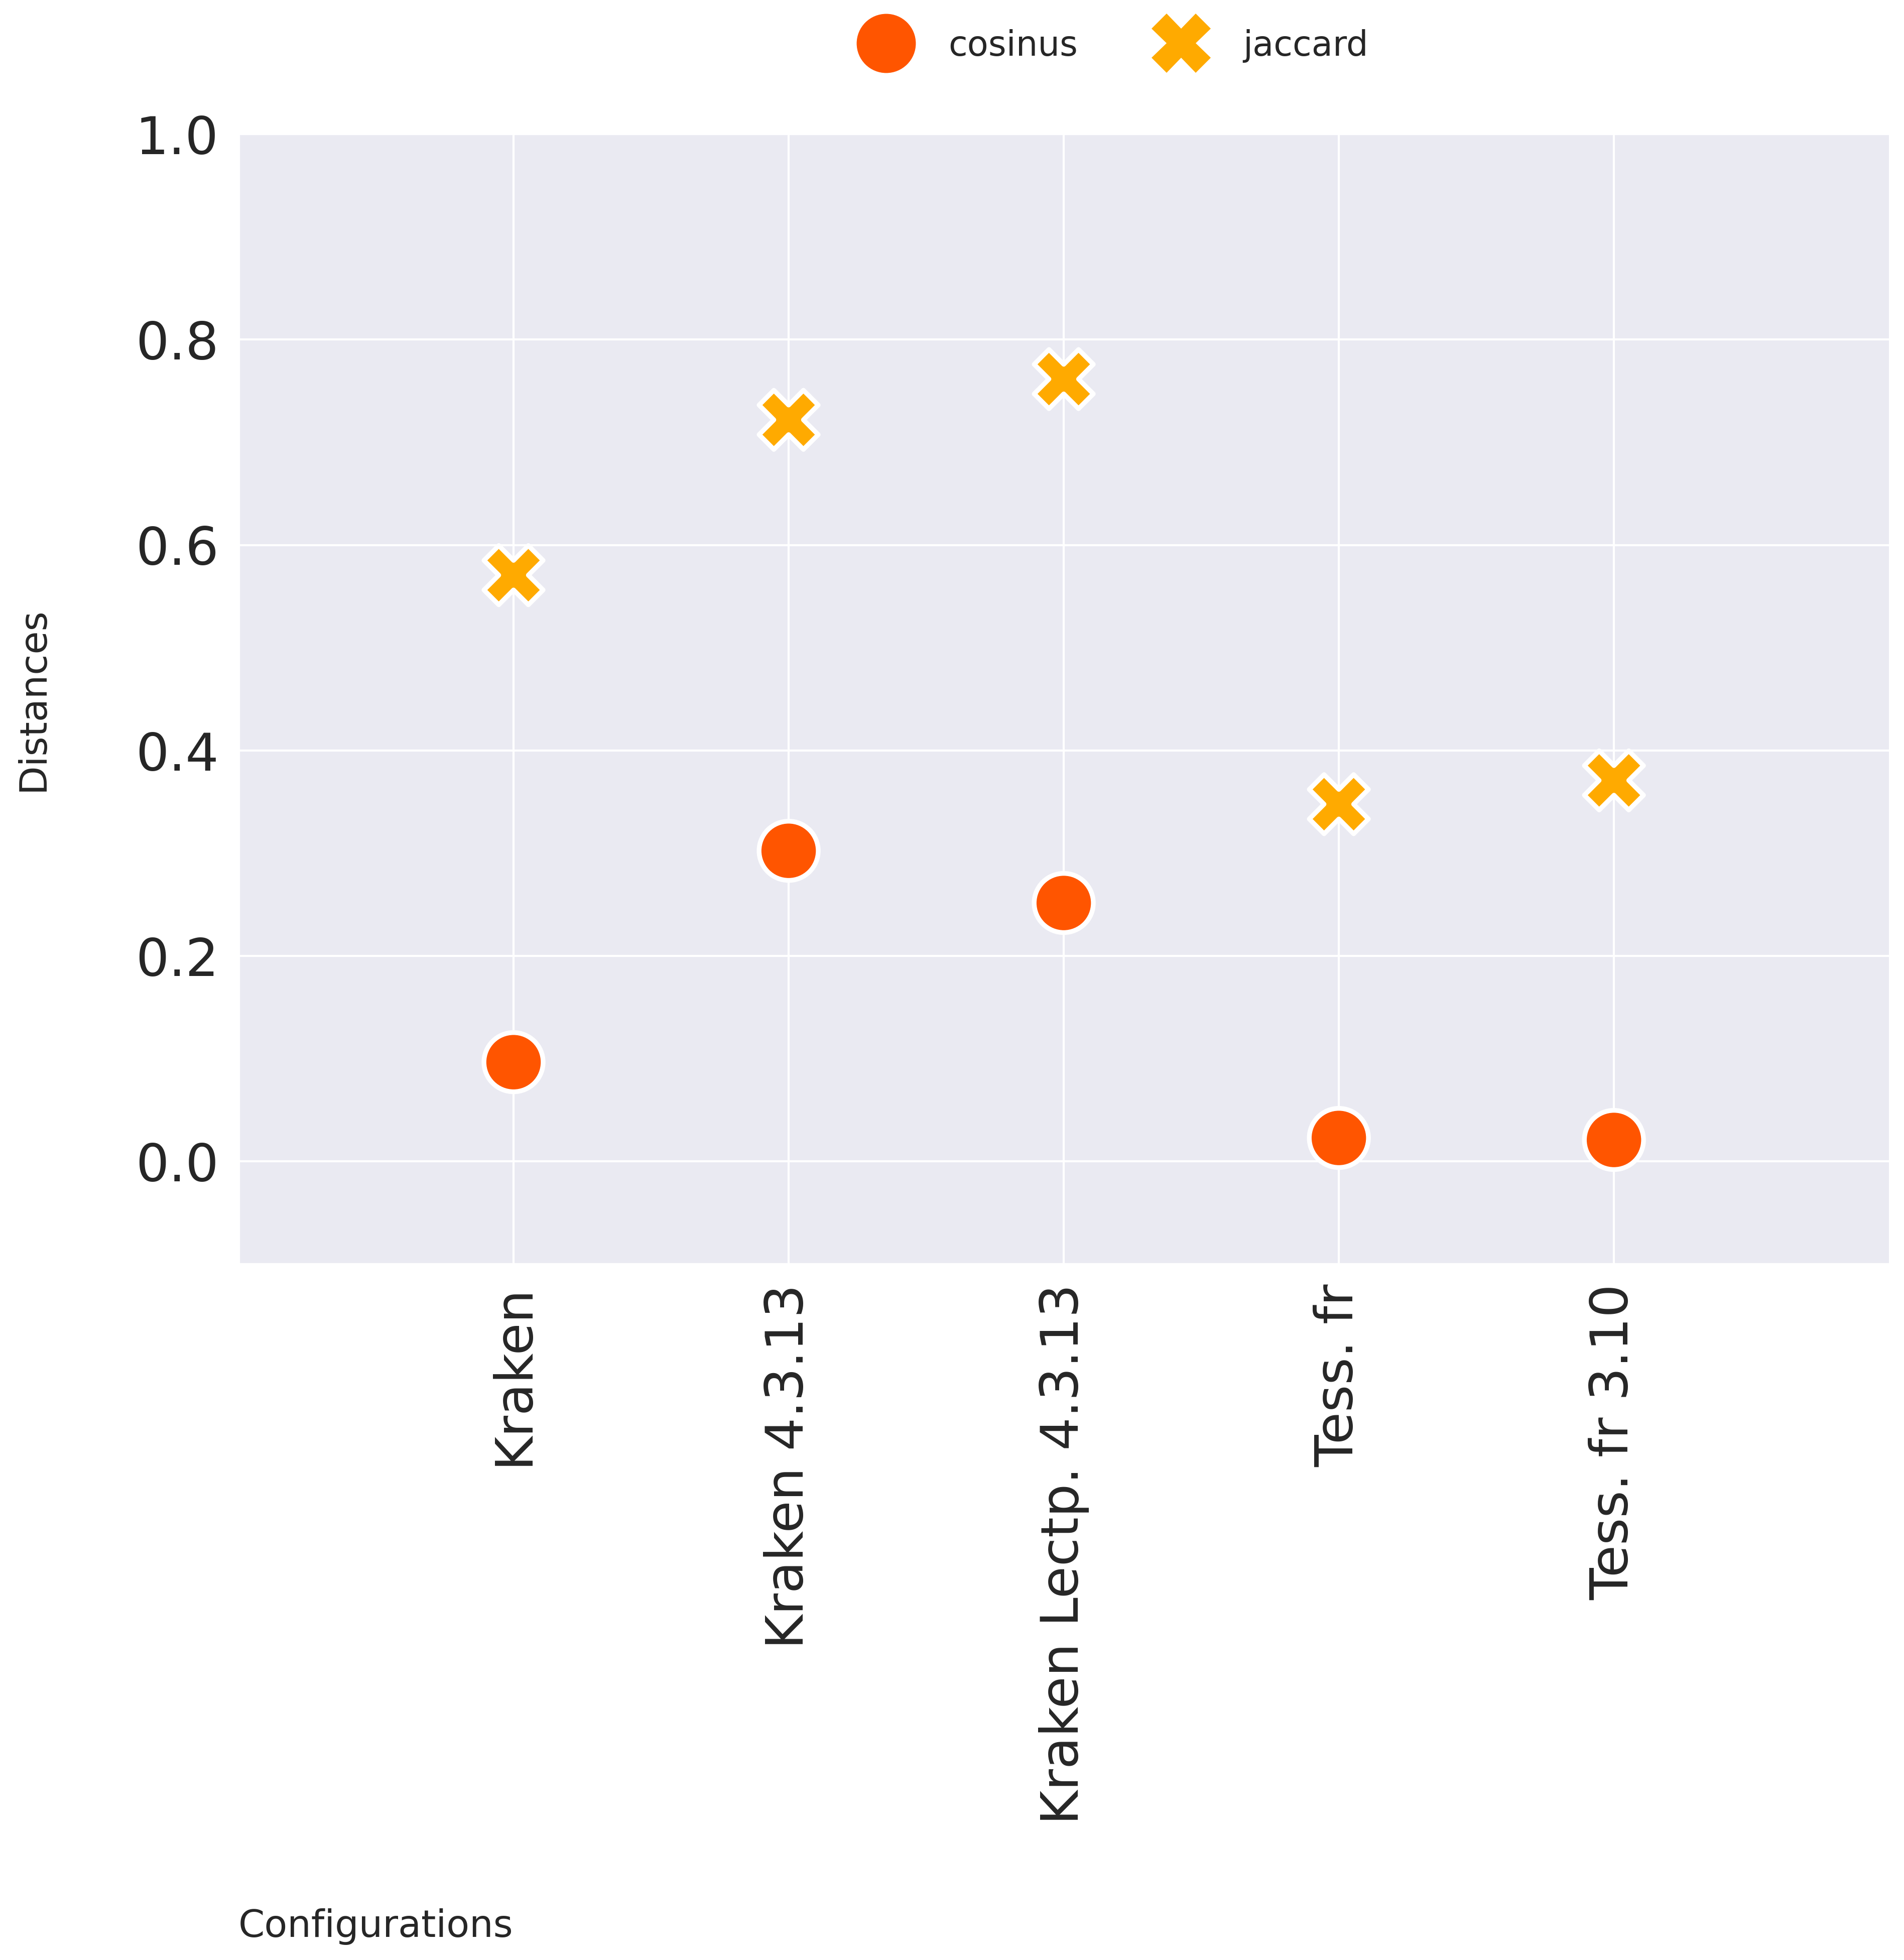 cosinus jaccard
1.0
0.8
0.6
0.4
0.2
0.0
Distances
Kraken
Kraken 4.3.13
Kraken Lectp. 4.3.13
Tess. fr
Tess. fr 3.10
Configurations